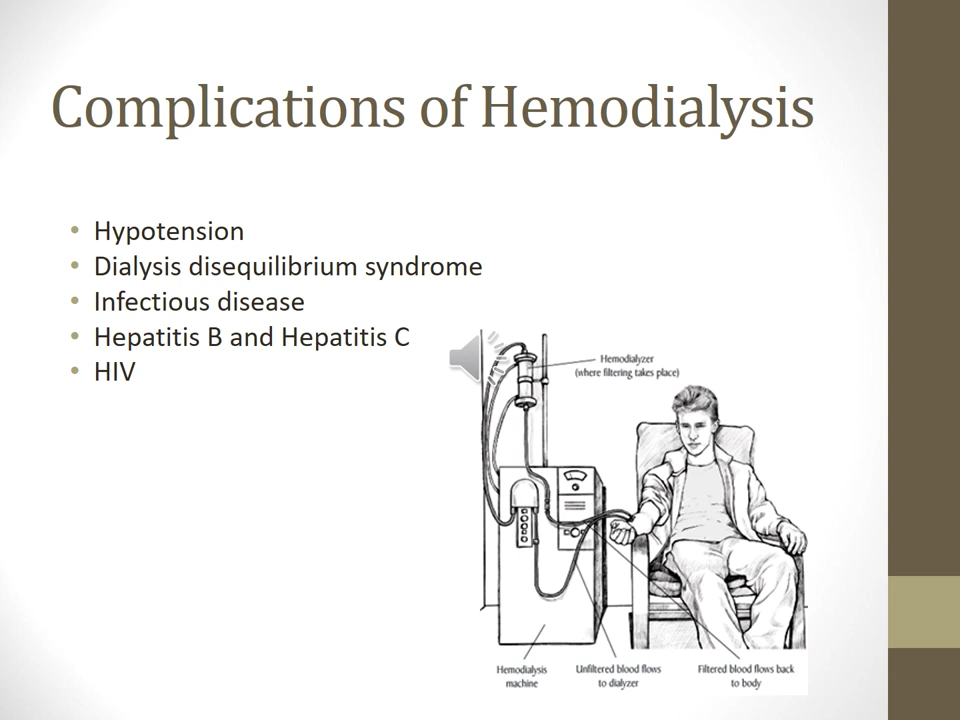 Complications of Hemodialysis
Hypotension
Dialysis disequilibrium syndrome
Infectious disease
Hepatitis B and Hepatitis C
HIV
Hemodialyzer
(where filtering takes place)
Hemodialysis
machine
Unfiltered blood flows
to dialyzer
Filtered blood flows back
to body